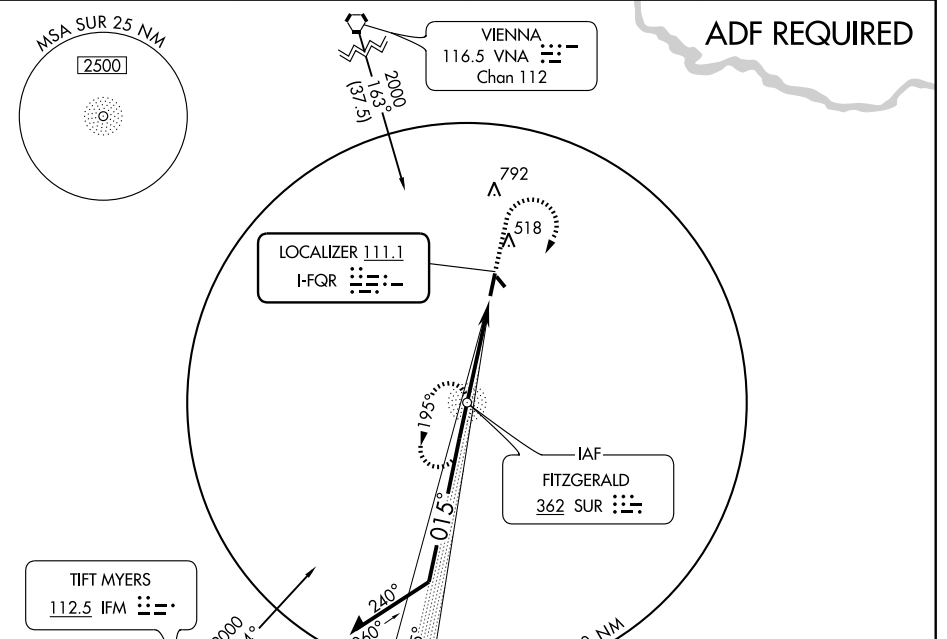 MSA SUR 25 NM
2500
ADF REQUIRED
VIENNA
116.5 VNA
Chan 112
2000
163°
(37.5)
792
518
LOCALIZER 111.1
I-FQR
195°
IAF
FITZGERALD
362 SUR
015°
TIFT MYERS
112.5 IFM
240°
NM